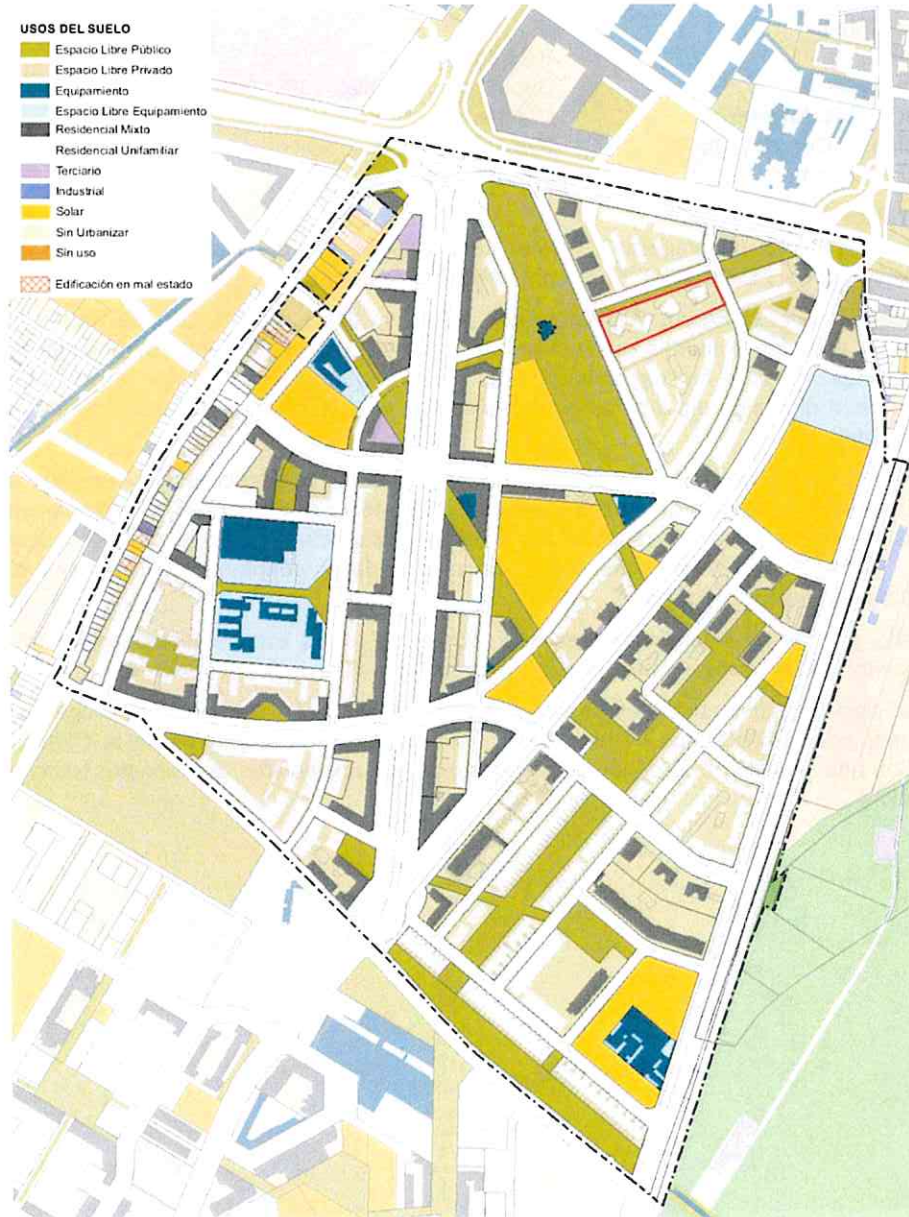 USOS DEL SUELO
Espacio Libre Público
Espacio Libre Privado
Equipamiento
Espacio Libre Equipamiento
Residencial Mixto
Residencial Unifamiliar
Terciario
Industrial
Solar
Sin Urbanizar
Sin uso
Edificación en mal estado